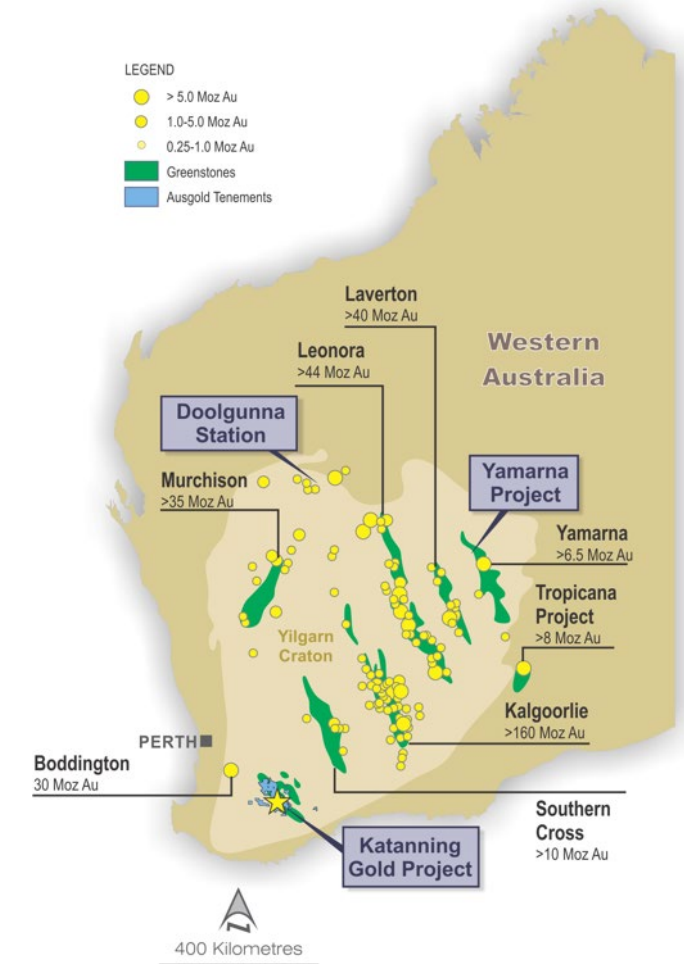 LEGEND
> 5.0 Moz Au
1.0-5.0 Moz Au
0.25-1.0 Moz Au
Greenstones
Ausgold Tenements
Laverton
>40 Moz Au
Leonora
>44 Moz Au
Western
Australia
Doolgunna
Station
Murchison
>35 Moz Au
Yamarna
Project
Yamarna
>6.5 Moz Au
Tropicana
Project
>8 Moz Au
Yilgarn
Craton
Kalgoorlie
>160 Moz Au
PERTH
Boddington
30 Moz Au
Southern
Cross
>10 Moz Au
Katanning
Gold Project
N
400 Kilometres